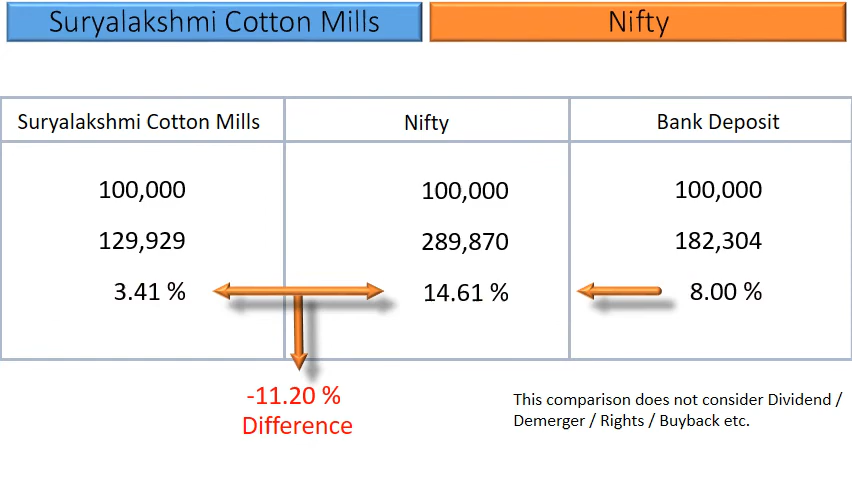 Suryalakshmi Cotton Mills
Nifty
Suryalakshmi Cotton Mills
Nifty
Bank Deposit
100,000
100,000
100,000
129,929
289,870
182,304
3.41 %
14.61 %
8.00 %
-11.20 %
Difference
This comparison does not consider Dividend /
Demerger / Rights / Buyback etc.